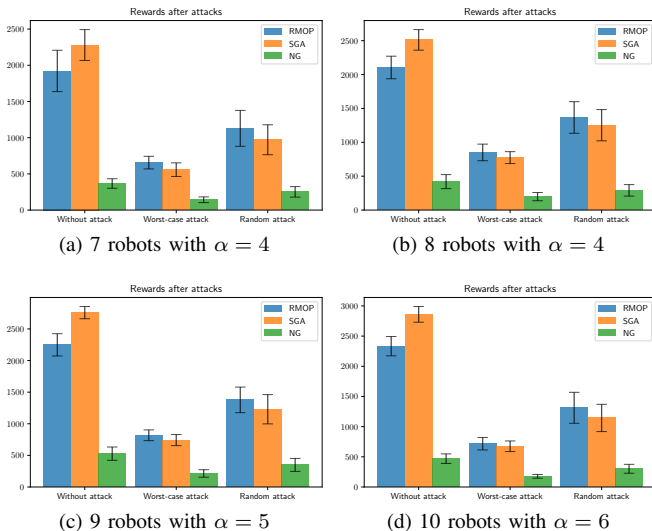 Rewards after attacks
2500
2000
1500
1000
500
0
RMOP
SGA
NG
Without attack Worst-case attack Random attack
(a) 7 robots with α = 4
Rewards after attacks
2500
2000
1500
1000
500
0
RMOP
SGA
NG
Without attack Worst-case attack Random attack
(b) 8 robots with α = 4
Rewards after attacks
2500
2000
1500
1000
500
0
RMOP
SGA
NG
Without attack Worst-case attack Random attack
(c) 9 robots with α = 5
Rewards after attacks
3000
2500
2000
1500
1000
500
0
RMOP
SGA
NG
Without attack Worst-case attack Random attack
(d) 10 robots with α = 6